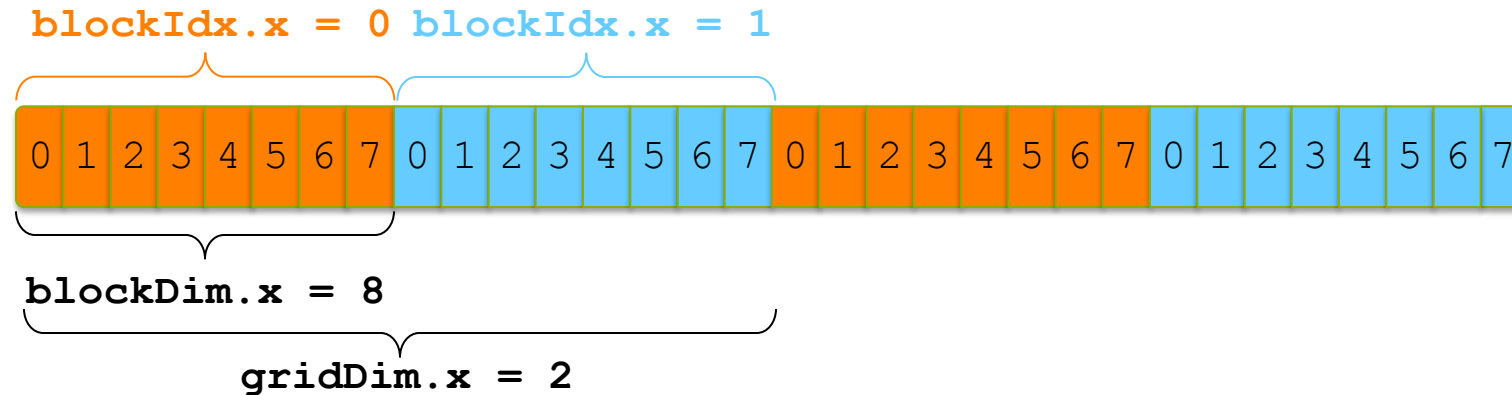 blockIdx.x = 0 blockIdx.x = 1
0 1 2 3 4 5 6 7 0 1 2 3 4 5 6 7 0 1 2 3 4 5 6 7 0 1 2 3 4 5 6 7
blockDim.x = 8
gridDim.x = 2